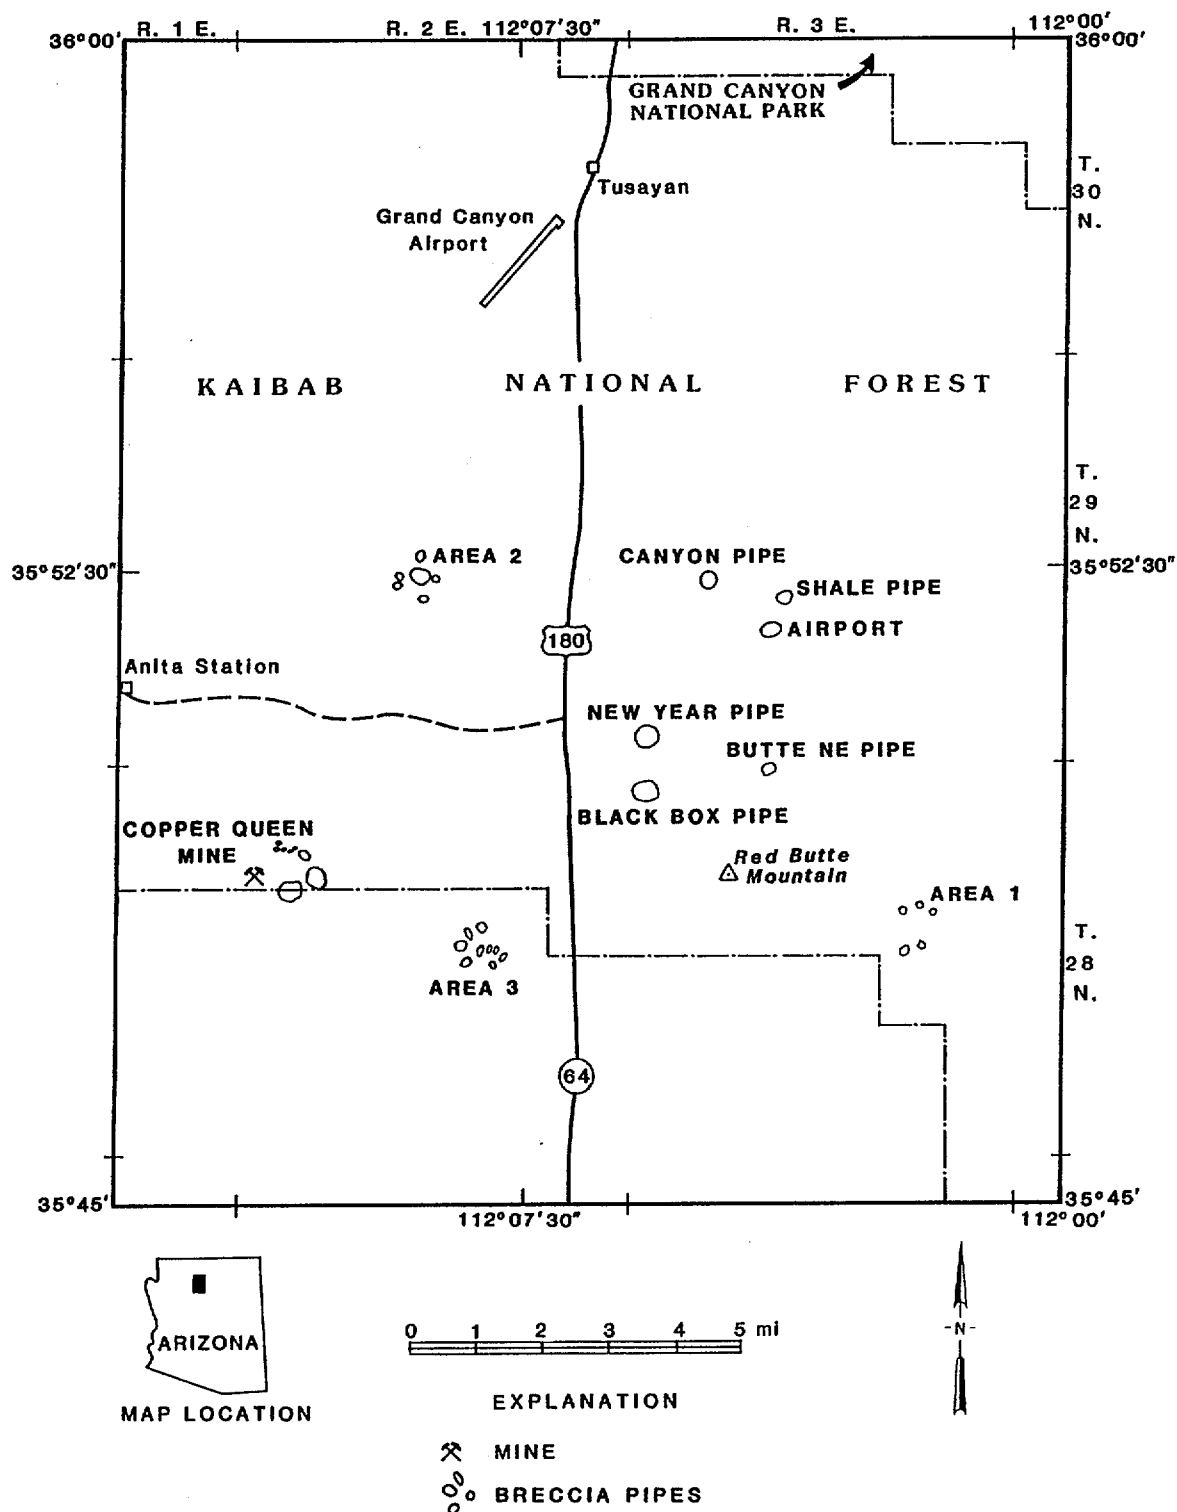 R. 1 E.
R. 2 E.
112°07'30"
R. 3 E.
112°00'
36°00'
36°00'
GRAND CANYON
NATIONAL PARK
T.
30
N.
Tusayan
Grand Canyon
Airport
KAIBAB NATIONAL FOREST
T.
29
N.
AREA 2
CANYON PIPE
35°52'30"
35°52'30"
SHALE PIPE
AIRPORT
180
Anita Station
NEW YEAR PIPE
BUTTE NE PIPE
BLACK BOX PIPE
COPPER QUEEN
MINE
Red Butte
Mountain
AREA 1
T.
28
N.
AREA 3
64
35°45'
35°45'
112°07'30"
112°00'
ARIZONA
MAP LOCATION
0 1 2 3 4 5 mi
-N-
EXPLANATION
MINE
BRECCIA PIPES